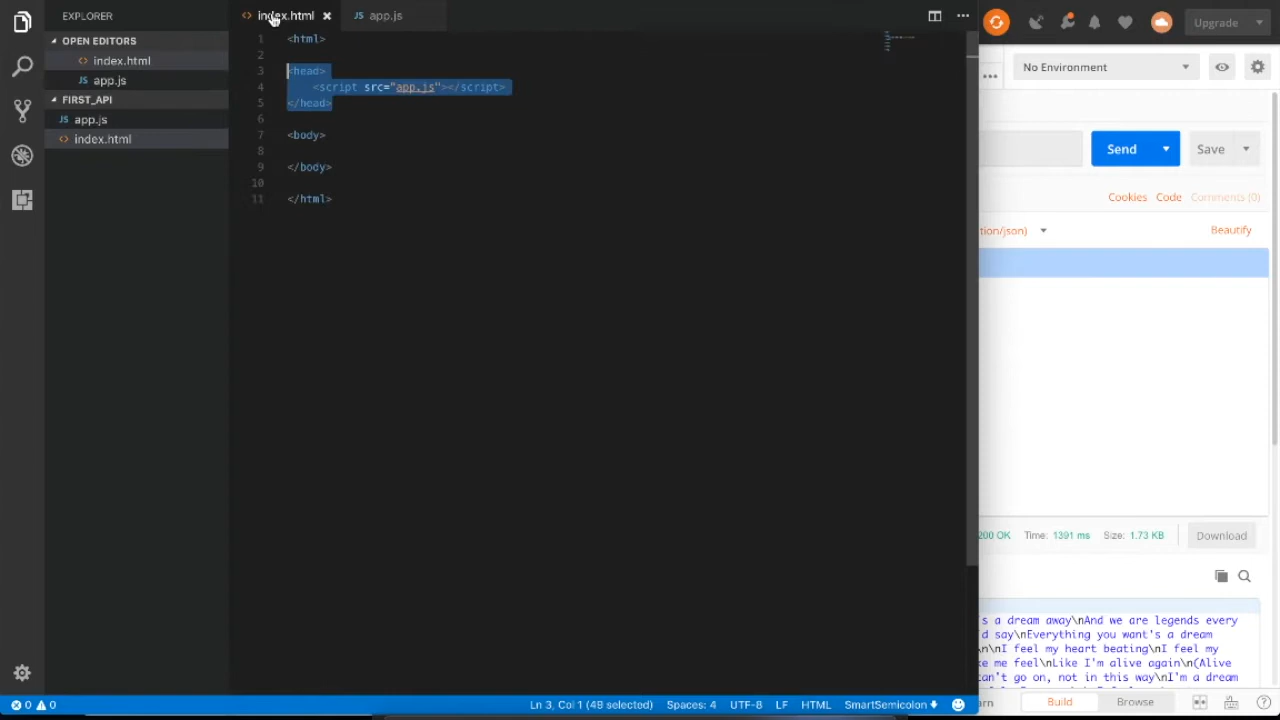 EXPLORER
OPEN EDITORS
index.html
app.js
FIRST_API
app.js
index.html
index.html
app.js
1 <html>
2
3 <head>
4 <script src="app.js"></script>
5 </head>
6
7 <body>
8
9 </body>
10
11 </html>
Upgrade
No Environment
Send
Save
Cookies Code Comments (0)
tion/json)
Beautify
200 OK Time: 1391 ms Size: 1.73 KB
Download
s a dream away\nAnd we are legends every
d say\nEverything you want's a dream
\n\nI feel my heart beating\nI feel my
ke me feel\nLike I'm alive again\n(Alive
can't go on, not in this way\nI'm a dream
Build Browse
0 0
Ln 3, Col 1 (48 selected) Spaces: 4 UTF-8 LF HTML SmartSemicolon